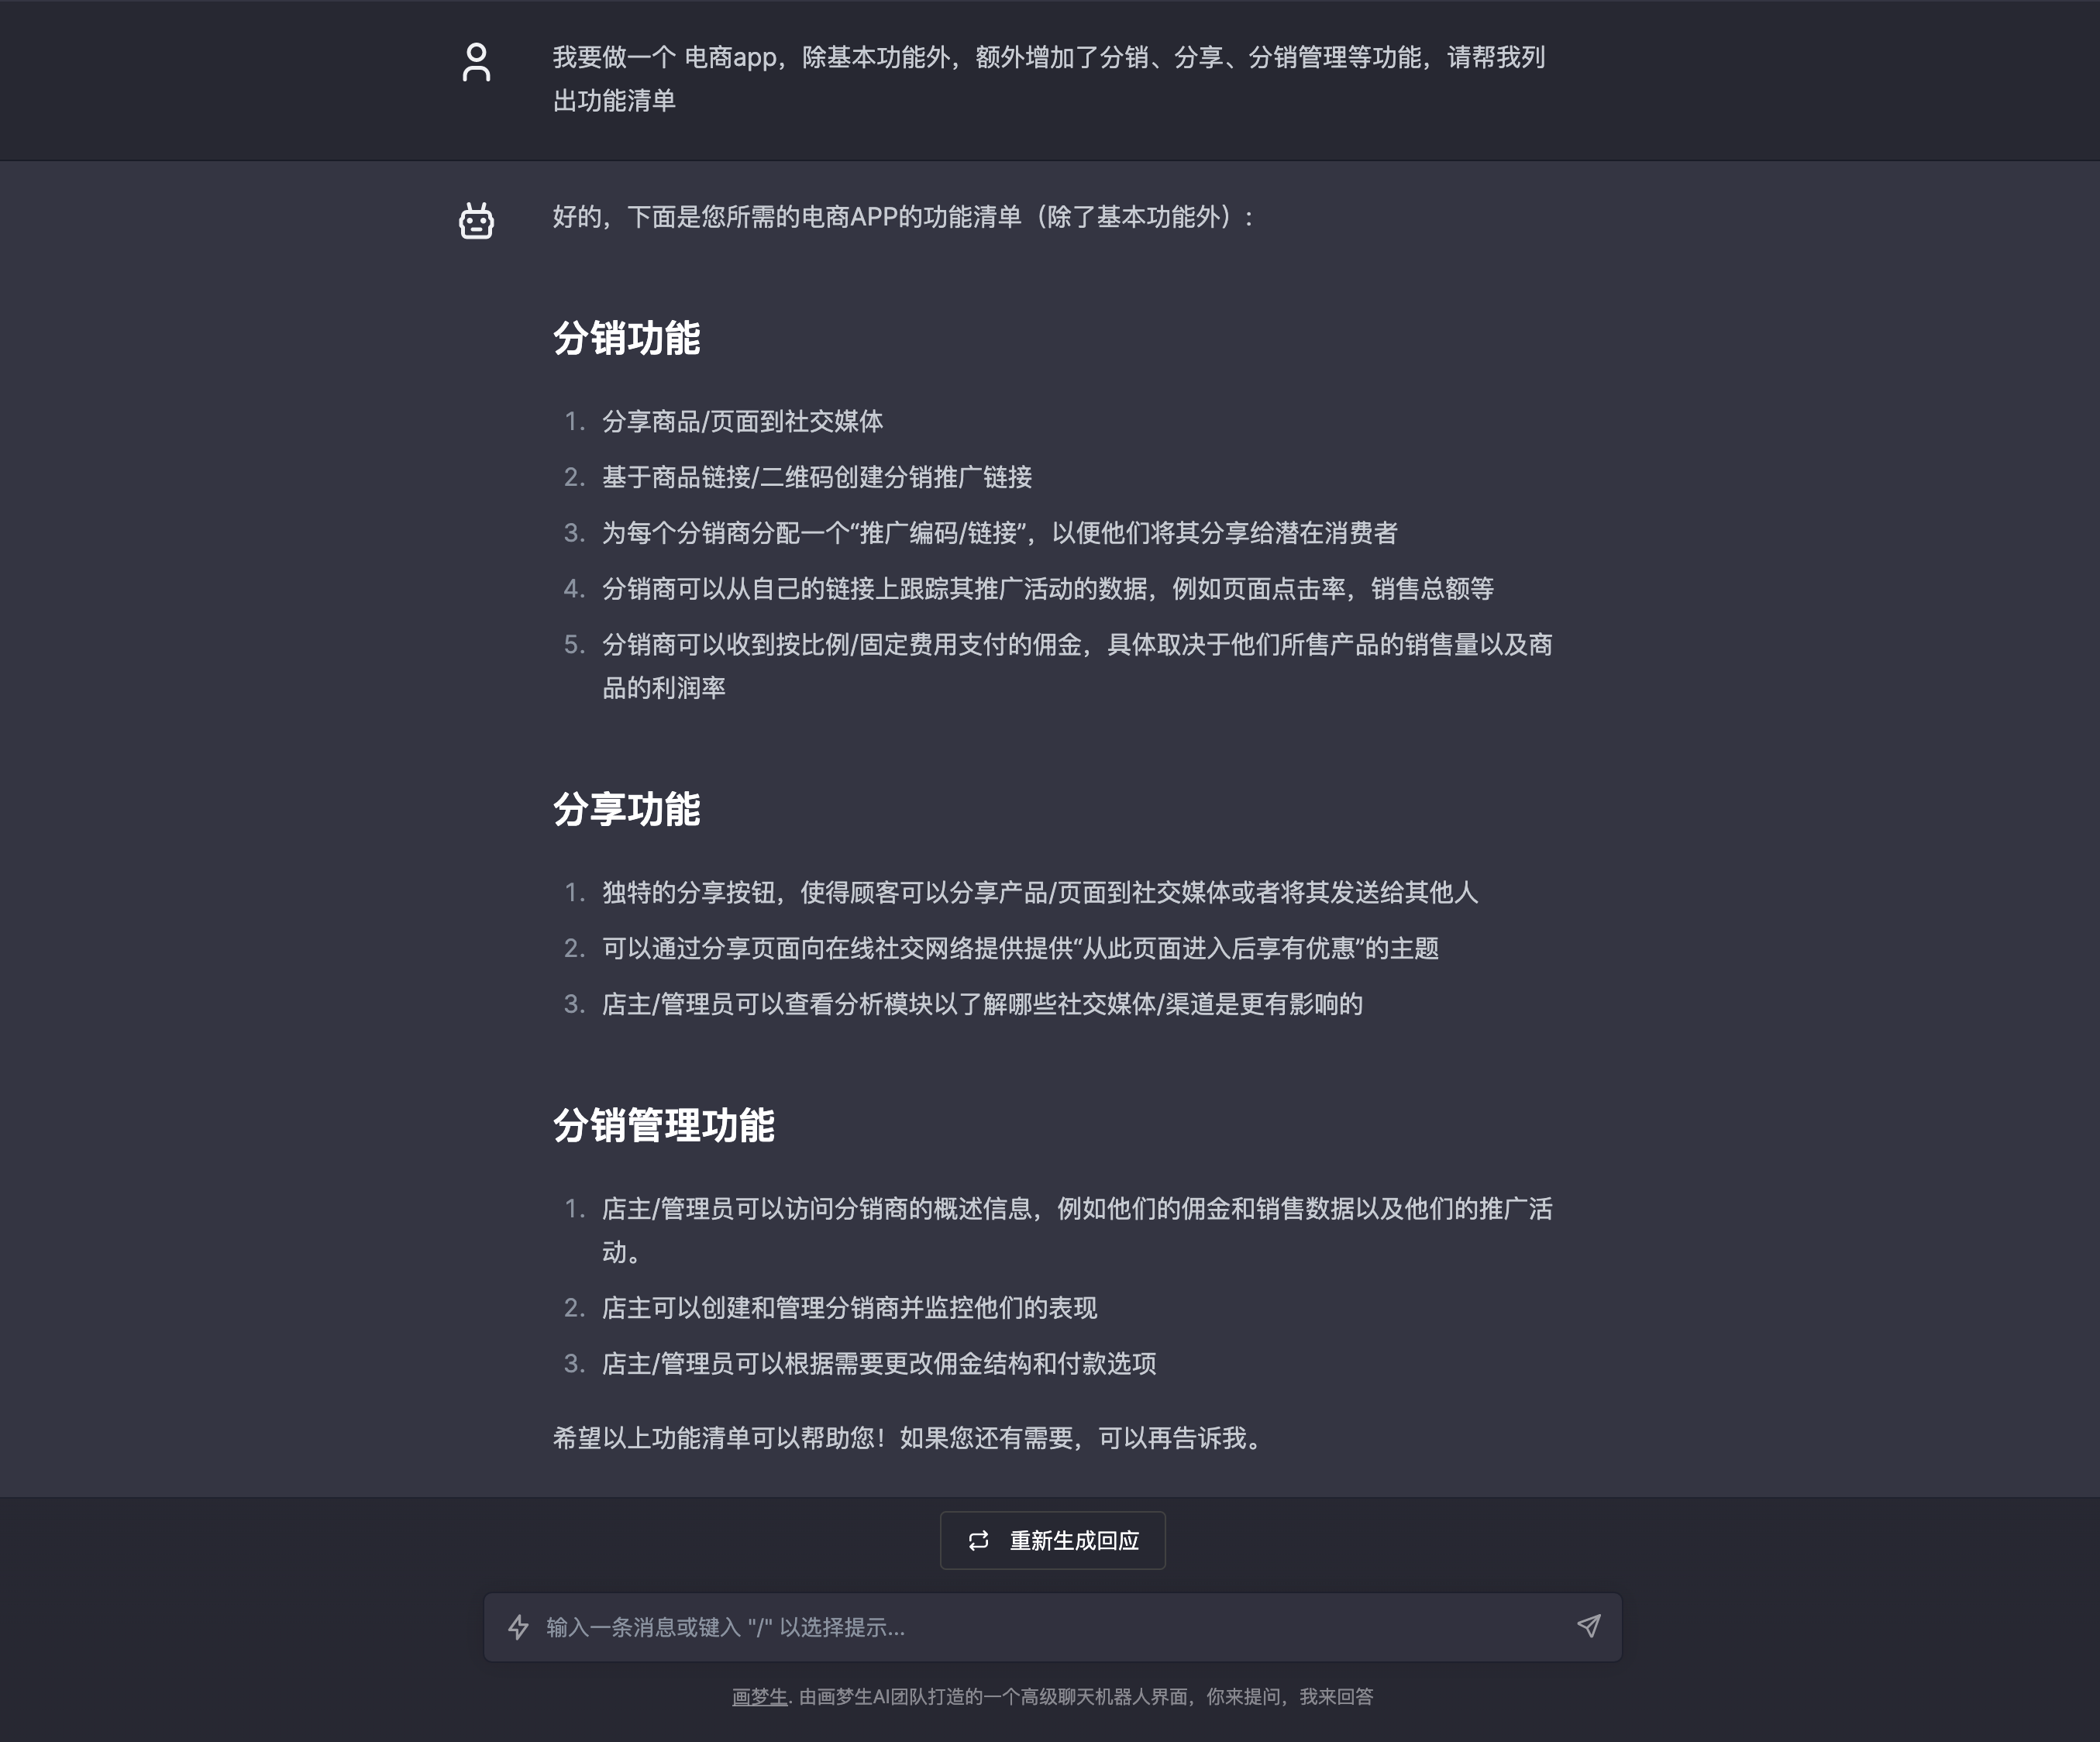 我要做一个 电商app，除基本功能外，额外增加了分销、分享、分销管理等功能，请帮我列
出功能清单
好的，下面是您所需的电商APP的功能清单（除了基本功能外）：
分销功能
1. 分享商品/页面到社交媒体
2. 基于商品链接/二维码创建分销推广链接
3. 为每个分销商分配一个“推广编码/链接”，以便他们将其分享给潜在消费者
4. 分销商可以从自己的链接上跟踪其推广活动的数据，例如页面点击率，销售总额等
5. 分销商可以收到按比例/固定费用支付的佣金，具体取决于他们所售产品的销售量以及商
品的利润率
分享功能
1. 独特的分享按钮，使得顾客可以分享产品/页面到社交媒体或者将其发送给其他人
2. 可以通过分享页面向在线社交网络提供提供“从此页面进入后享有优惠”的主题
3. 店主/管理员可以查看分析模块以了解哪些社交媒体/渠道是更有影响的
分销管理功能
1. 店主/管理员可以访问分销商的概述信息，例如他们的佣金和销售数据以及他们的推广活
动。
2. 店主可以创建和管理分销商并监控他们的表现
3. 店主/管理员可以根据需要更改佣金结构和付款选项
希望以上功能清单可以帮助您！如果您还有需要，可以再告诉我。
重新生成回应
输入一条消息或键入 "/" 以选择提示...
画梦生. 由画梦生AI团队打造的一个高级聊天机器人界面，你来提问，我来回答